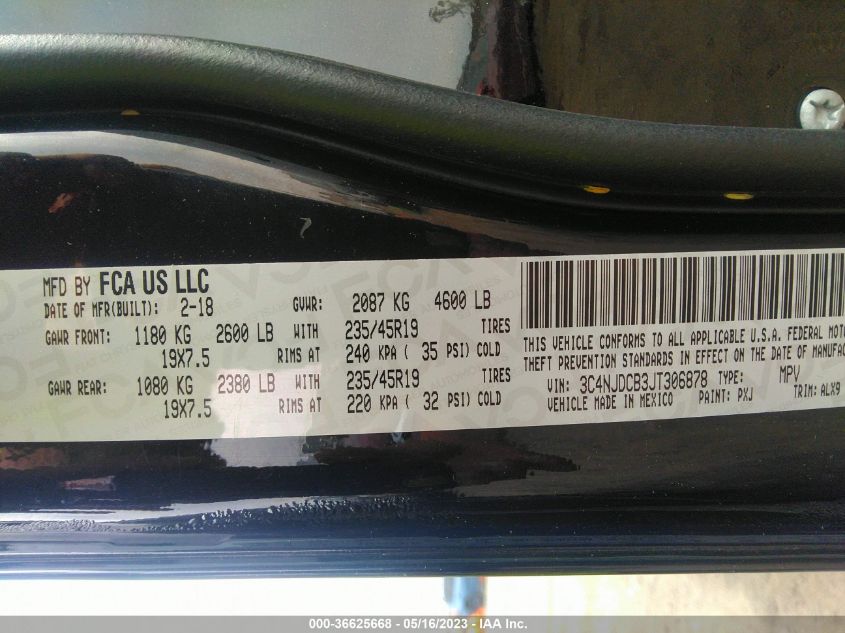 MFD BY FCA US LLC
DATE OF MFR(BUILT): 2-18 GVWR: 2087 KG 4600 LB
GAWR FRONT: 1180 KG 2600 LB WITH 235/45R19 TIRES
19X7.5 RIMS AT 240 KPA ( 35 PSI) COLD
GAWR REAR: 1080 KG 2380 LB WITH 235/45R19 TIRES
19X7.5 RIMS AT 220 KPA ( 32 PSI) COLD
THIS VEHICLE CONFORMS TO ALL APPLICABLE U.S.A. FEDERAL MOTOR
THEFT PREVENTION STANDARDS IN EFFECT ON THE DATE OF MANUFAC
VIN: 3C4NJDCB3JT306878 TYPE: MPV
VEHICLE MADE IN MEXICO PAINT: PXJ TRIM: ALX9
000-36625668 - 05/16/2023 - IAA Inc.